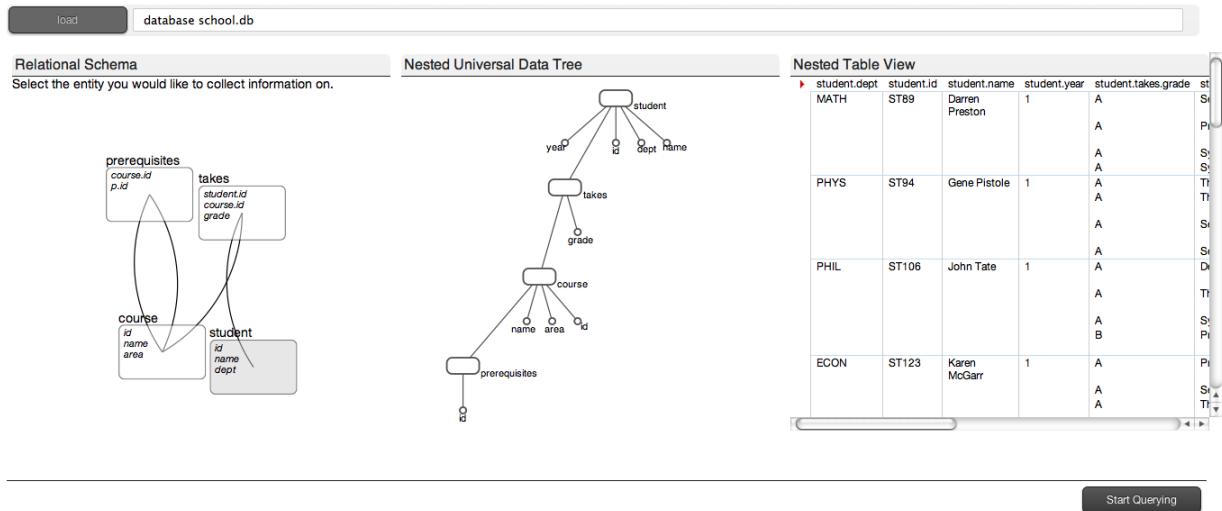 load
database school.db
Relational Schema
Select the entity you would like to collect information on.
prerequisites
course.id
p.id
takes
student.id
course.id
grade
course
id
name
area
student
id
name
dept
Nested Universal Data Tree
student
year id dept name
takes
grade
course
name area id
prerequisites
id
Nested Table View
student.dept student.id student.name student.year student.takes.grade
MATH ST89 Darren Preston 1 A
A
A
A
PHYS ST94 Gene Pistole 1 A
A
A
A
PHIL ST106 John Tate 1 A
A
A
B
ECON ST123 Karen McGarr 1 A
A
A
Start Querying